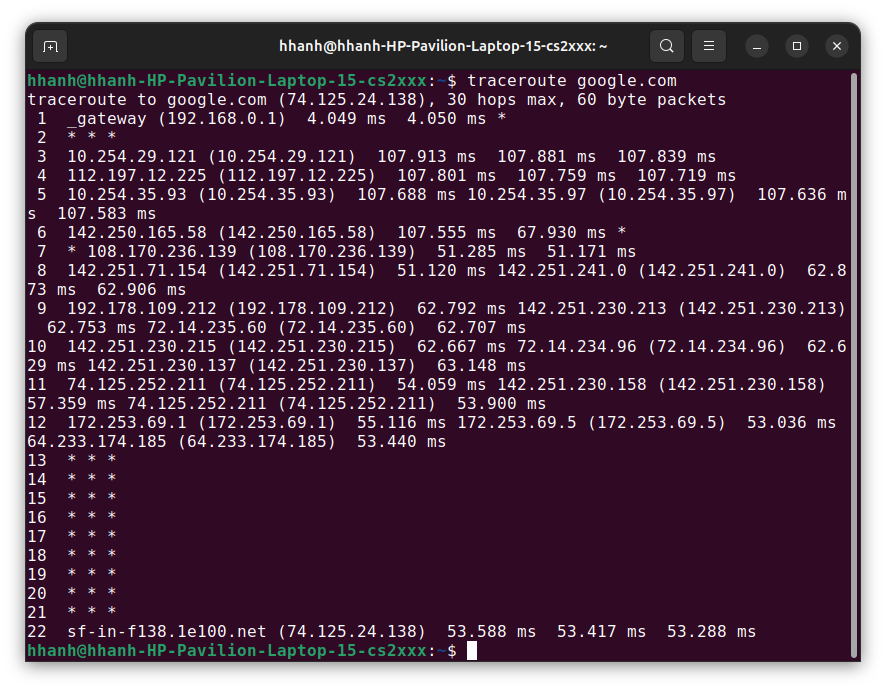 hhanh@hhanh-HP-Pavilion-Laptop-15-cs2xxx: ~
hhanh@hhanh-HP-Pavilion-Laptop-15-cs2xxx:~$ traceroute google.com
traceroute to google.com (74.125.24.138), 30 hops max, 60 byte packets
 1  _gateway (192.168.0.1)  4.049 ms  4.050 ms *
 2  * * *
 3  10.254.29.121 (10.254.29.121)  107.913 ms  107.881 ms  107.839 ms
 4  112.197.12.225 (112.197.12.225)  107.801 ms  107.759 ms  107.719 ms
 5  10.254.35.93 (10.254.35.93)  107.688 ms 10.254.35.97 (10.254.35.97)  107.636 m
s  107.583 ms
 6  142.250.165.58 (142.250.165.58)  107.555 ms  67.930 ms *
 7  * 108.170.236.139 (108.170.236.139)  51.285 ms  51.171 ms
 8  142.251.71.154 (142.251.71.154)  51.120 ms 142.251.241.0 (142.251.241.0)  62.8
73 ms  62.906 ms
 9  192.178.109.212 (192.178.109.212)  62.792 ms 142.251.230.213 (142.251.230.213)
  62.753 ms 72.14.235.60 (72.14.235.60)  62.707 ms
10  142.251.230.215 (142.251.230.215)  62.667 ms 72.14.234.96 (72.14.234.96)  62.6
29 ms 142.251.230.137 (142.251.230.137)  63.148 ms
11  74.125.252.211 (74.125.252.211)  54.059 ms 142.251.230.158 (142.251.230.158)
57.359 ms 74.125.252.211 (74.125.252.211)  53.900 ms
12  172.253.69.1 (172.253.69.1)  55.116 ms 172.253.69.5 (172.253.69.5)  53.036 ms
64.233.174.185 (64.233.174.185)  53.440 ms
13  * * *
14  * * *
15  * * *
16  * * *
17  * * *
18  * * *
19  * * *
20  * * *
21  * * *
22  sf-in-f138.1e100.net (74.125.24.138)  53.588 ms  53.417 ms  53.288 ms
hhanh@hhanh-HP-Pavilion-Laptop-15-cs2xxx:~$